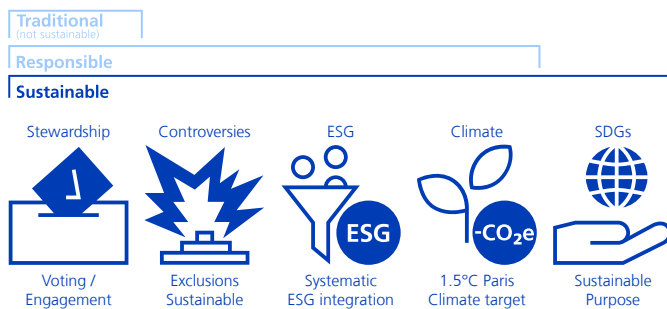 Traditional
(not sustainable)
Responsible
Sustainable
Stewardship
Controversies
ESG
Climate
SDGs
ESG
-CO₂e
Voting /
Engagement
Exclusions
Sustainable
Systematic
ESG integration
1.5°C Paris
Climate target
Sustainable
Purpose